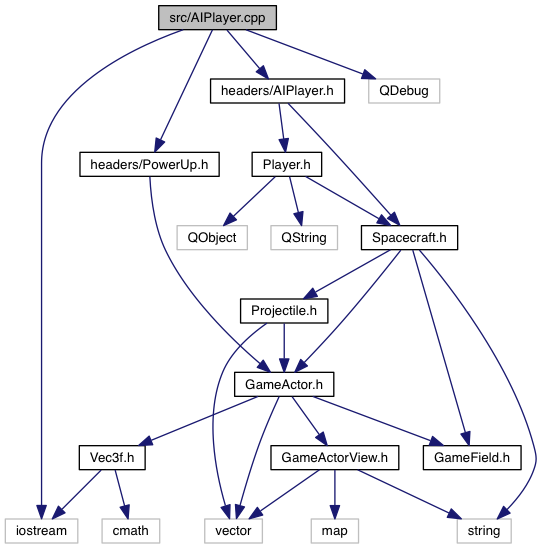 src/AIPlayer.cpp
headers/AIPlayer.h
QDebug
headers/PowerUp.h
Player.h
QObject
QString
Spacecraft.h
Projectile.h
GameActor.h
Vec3f.h
GameActorView.h
GameField.h
iostream
cmath
vector
map
string